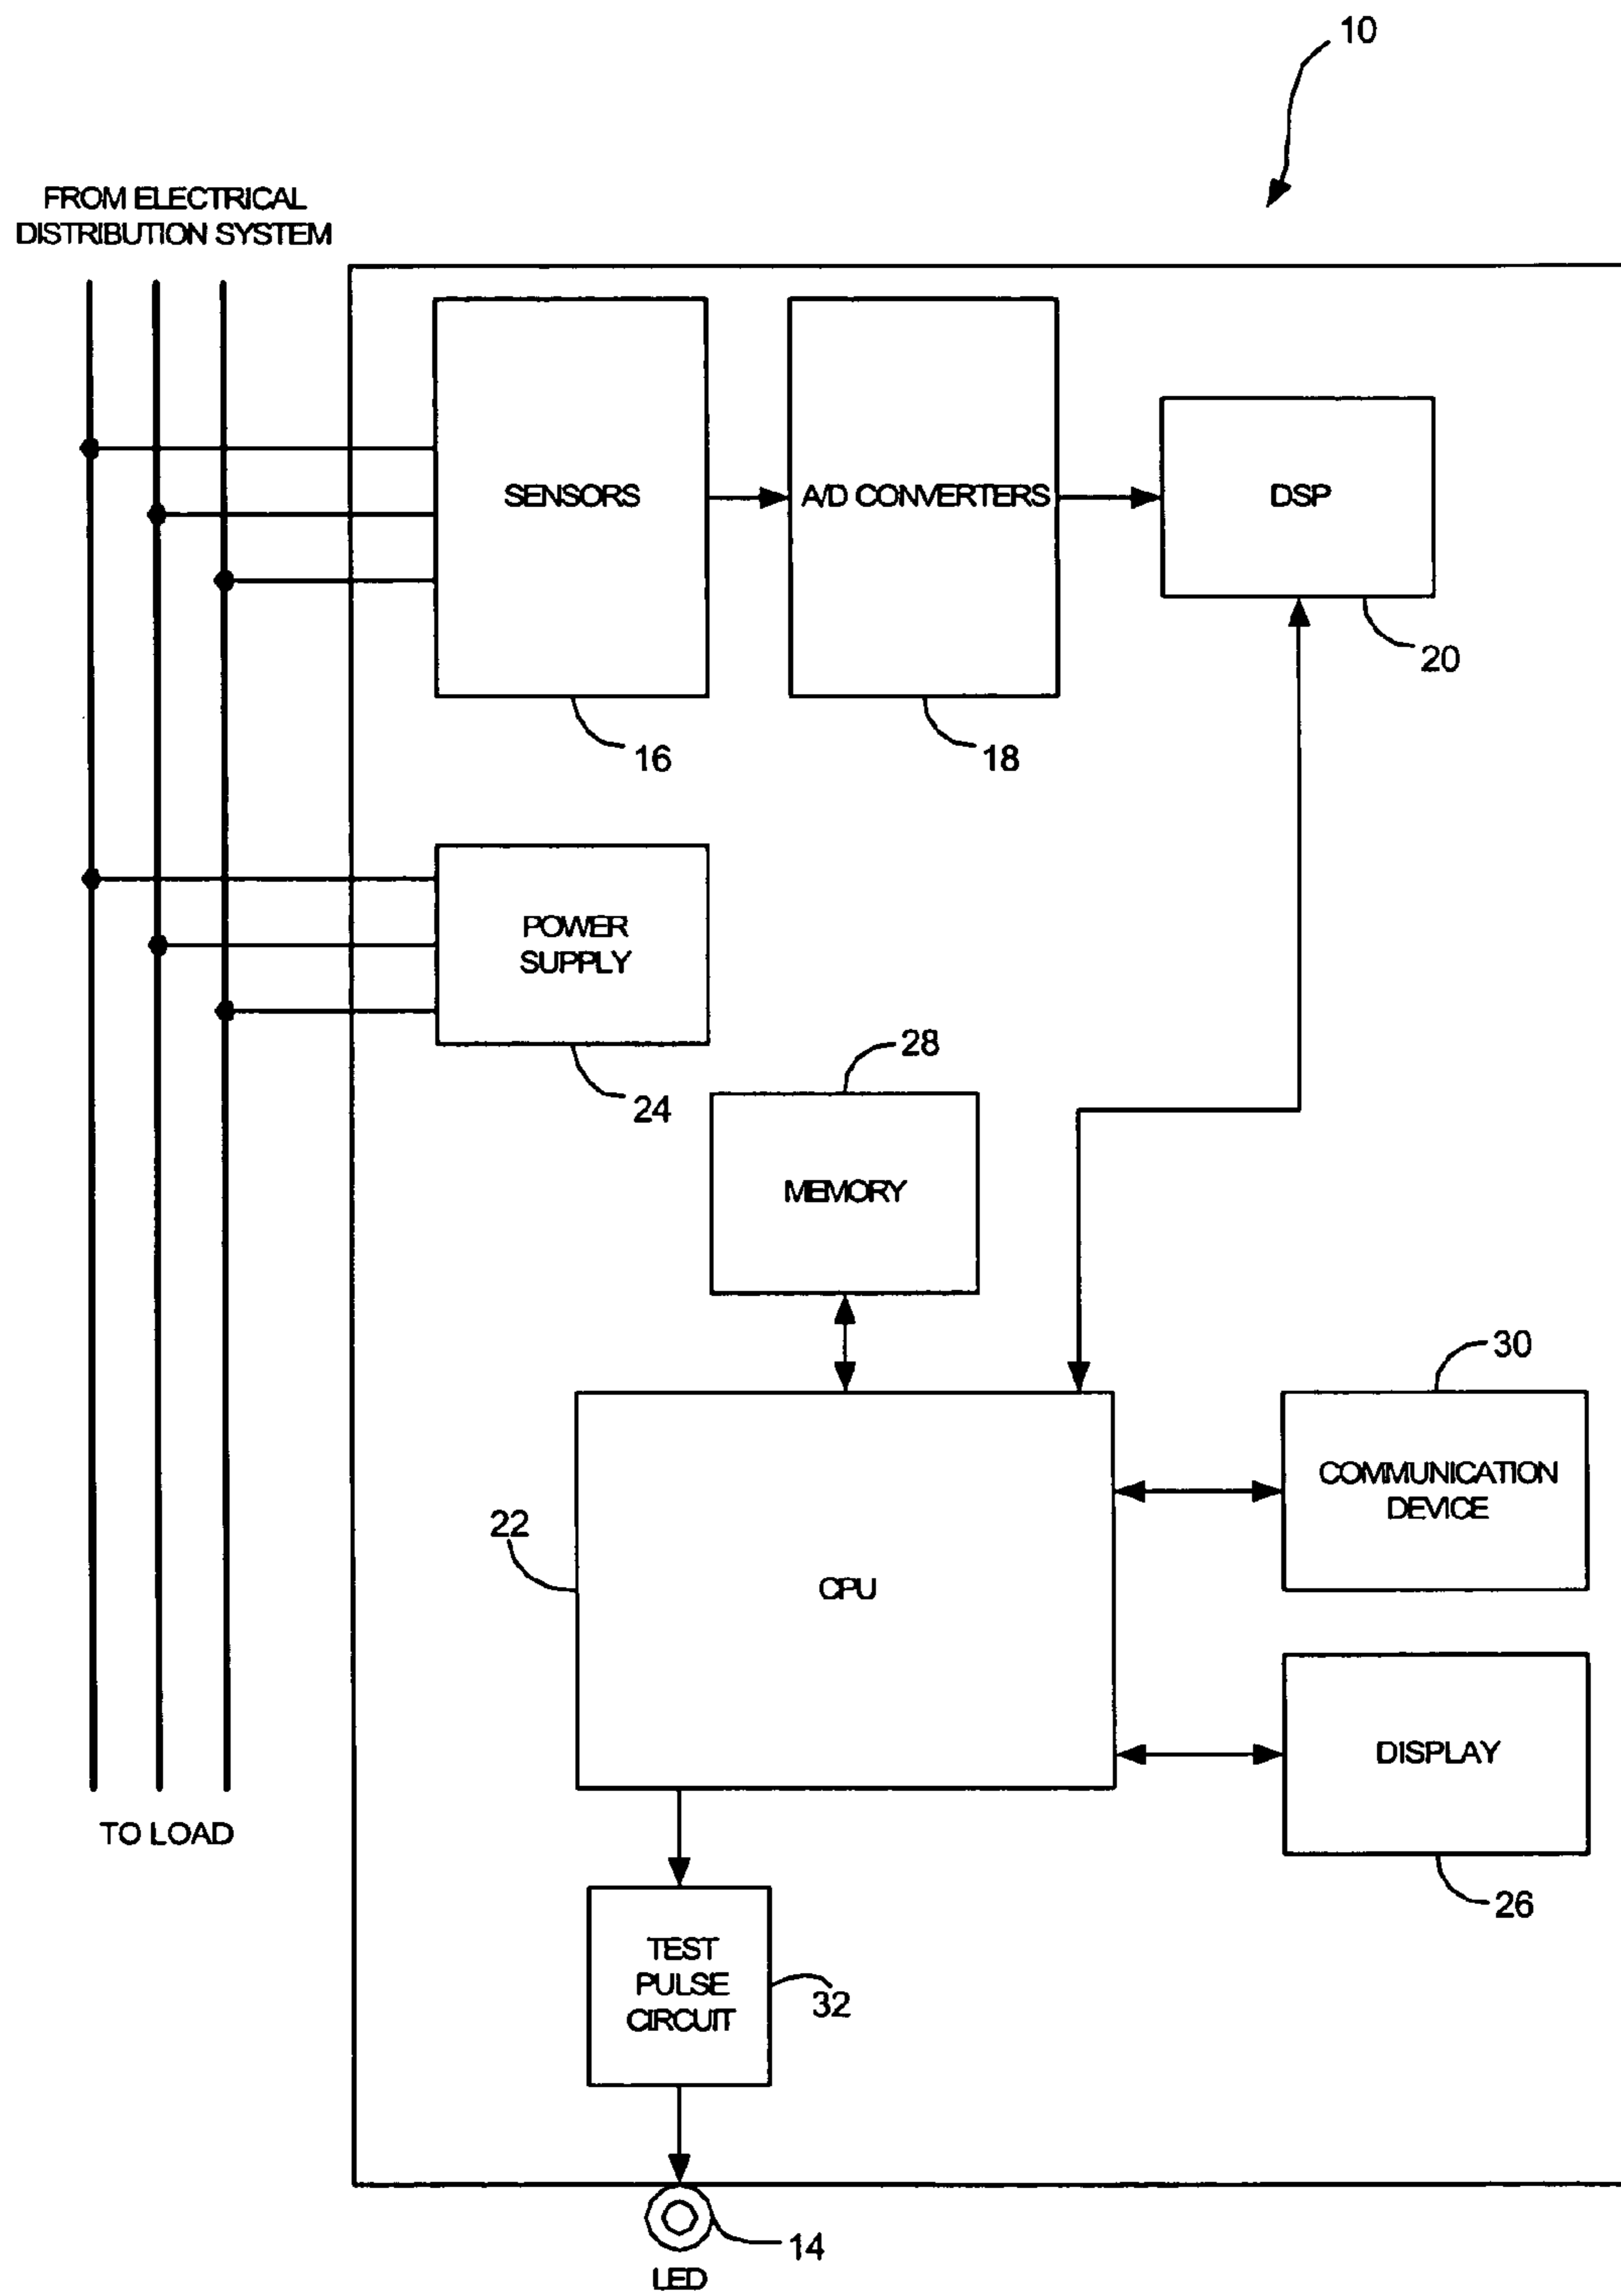 10
FROM ELECTRICAL
DISTRIBUTION SYSTEM
SENSORS
A/D CONVERTERS
DSP
20
16
18
POWER
SUPPLY
28
24
MEMORY
30
COMMUNICATION
DEVICE
22
CPU
DISPLAY
TO LOAD
26
TEST
PULSE
CIRCUIT
32
14
LED